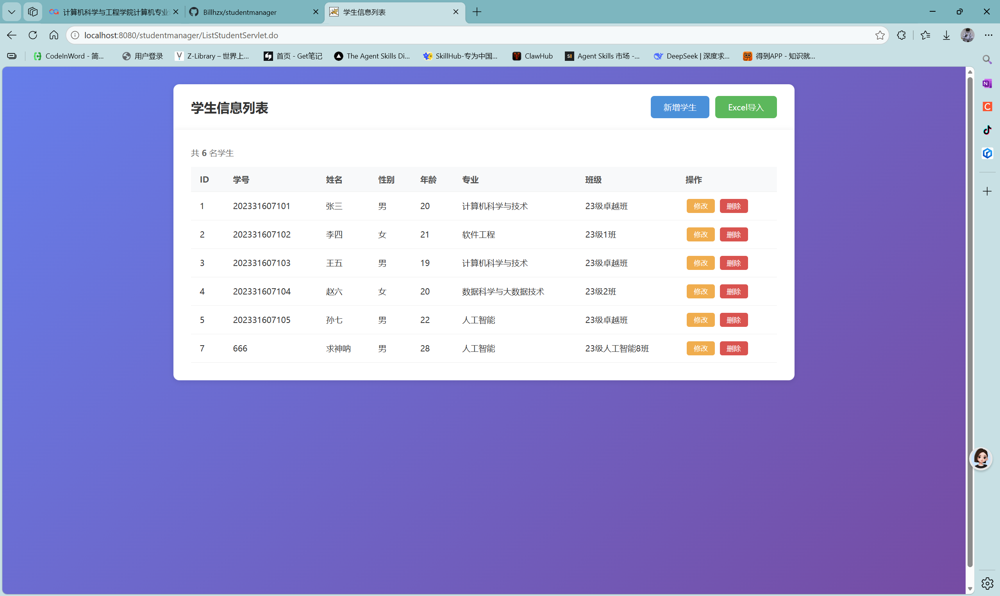 计算机科学与工程学院计算机专业
Billhzx/studentmanager
学生信息列表
localhost:8080/studentmanager/ListStudentServlet.do
CodeInWord - 简...
用户登录
Z-Library – 世界上...
首页 - Get笔记
The Agent Skills Di...
SkillHub-专为中国...
ClawHub
Agent Skills 市场 -...
DeepSeek | 深度求...
得到APP - 知识就...
学生信息列表
新增学生
Excel导入
共 6 名学生
ID 学号 姓名 性别 年龄 专业 班级 操作
1 202331607101 张三 男 20 计算机科学与技术 23级卓越班 修改 删除
2 202331607102 李四 女 21 软件工程 23级1班 修改 删除
3 202331607103 王五 男 19 计算机科学与技术 23级卓越班 修改 删除
4 202331607104 赵六 女 20 数据科学与大数据技术 23级2班 修改 删除
5 202331607105 孙七 男 22 人工智能 23级卓越班 修改 删除
7 666 求神呐 男 28 人工智能 23级人工智能8班 修改 删除